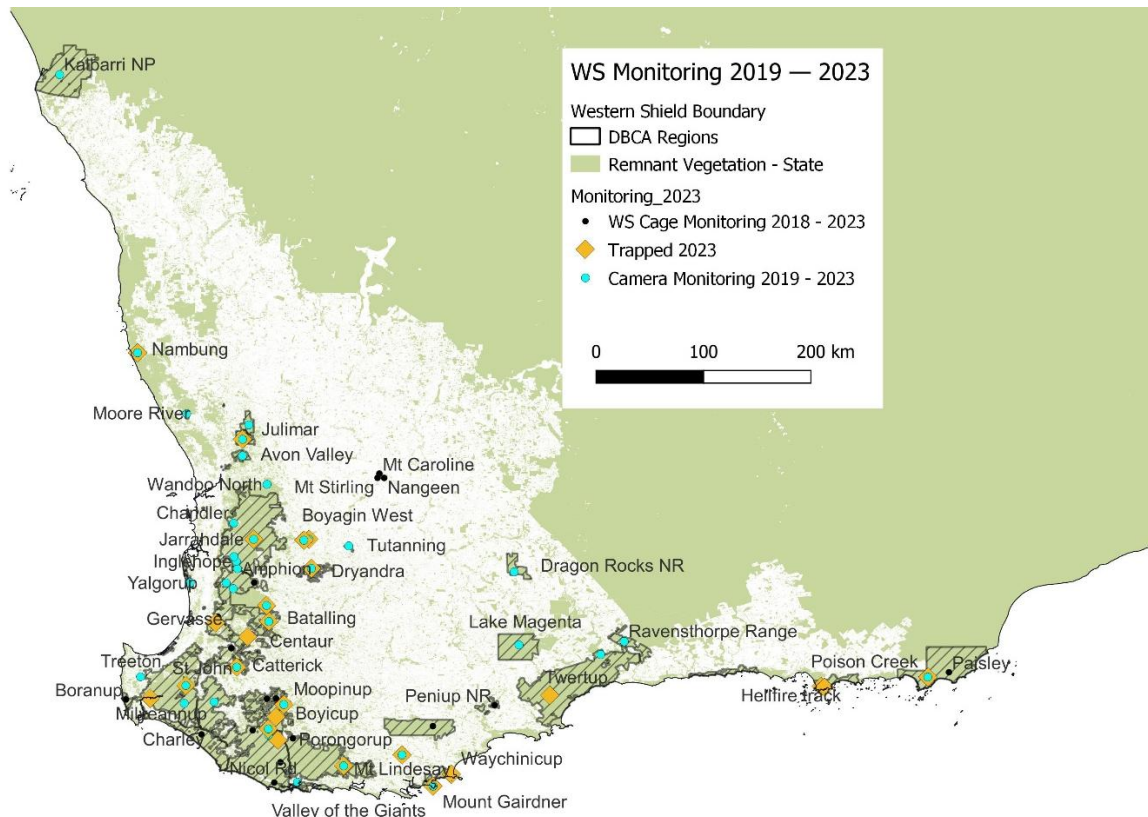 Kalbarri NP
WS Monitoring 2019 — 2023
Western Shield Boundary
DBCA Regions
Remnant Vegetation - State
Monitoring_2023
WS Cage Monitoring 2018 - 2023
Trapped 2023
Camera Monitoring 2019 - 2023
0 100 200 km
Nambung
Moore River
Julimar
Avon Valley
Mt Caroline
Wandoo North
Mt Stirling
Nangeen
Chandler
Boyagin West
Jarrahdale
Tutanning
Inglehope
Amphion
Dryandra
Dragon Rocks NR
Yalgorup
Gervasse
Batalling
Lake Magenta
Ravensthorpe Range
Centaur
Treeton
St John
Catterick
Poison Creek
Paisley
Boranup
Moopinup
Peniup NR
Twertup
Hellfire track
Milyeannup
Boyicup
Charley
Porongorup
Waychinicup
Nicol Rd
Mt Lindesay
Mount Gairdner
Valley of the Giants